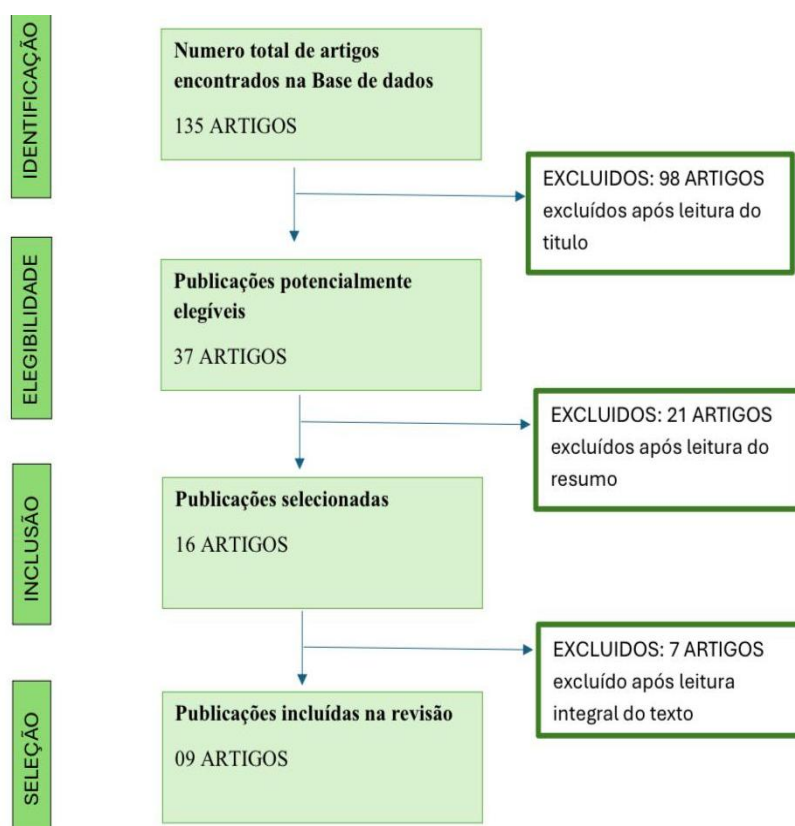 IDENTIFICAÇÃO
Numero total de artigos
encontrados na Base de dados
135 ARTIGOS
EXCLUIDOS: 98 ARTIGOS
excluídos após leitura do
titulo
ELEGIBILIDADE
Publicações potencialmente
elegíveis
37 ARTIGOS
EXCLUIDOS: 21 ARTIGOS
excluídos após leitura do
resumo
INCLUSÃO
Publicações selecionadas
16 ARTIGOS
EXCLUIDOS: 7 ARTIGOS
excluído após leitura
integral do texto
SELEÇÃO
Publicações incluídas na revisão
09 ARTIGOS